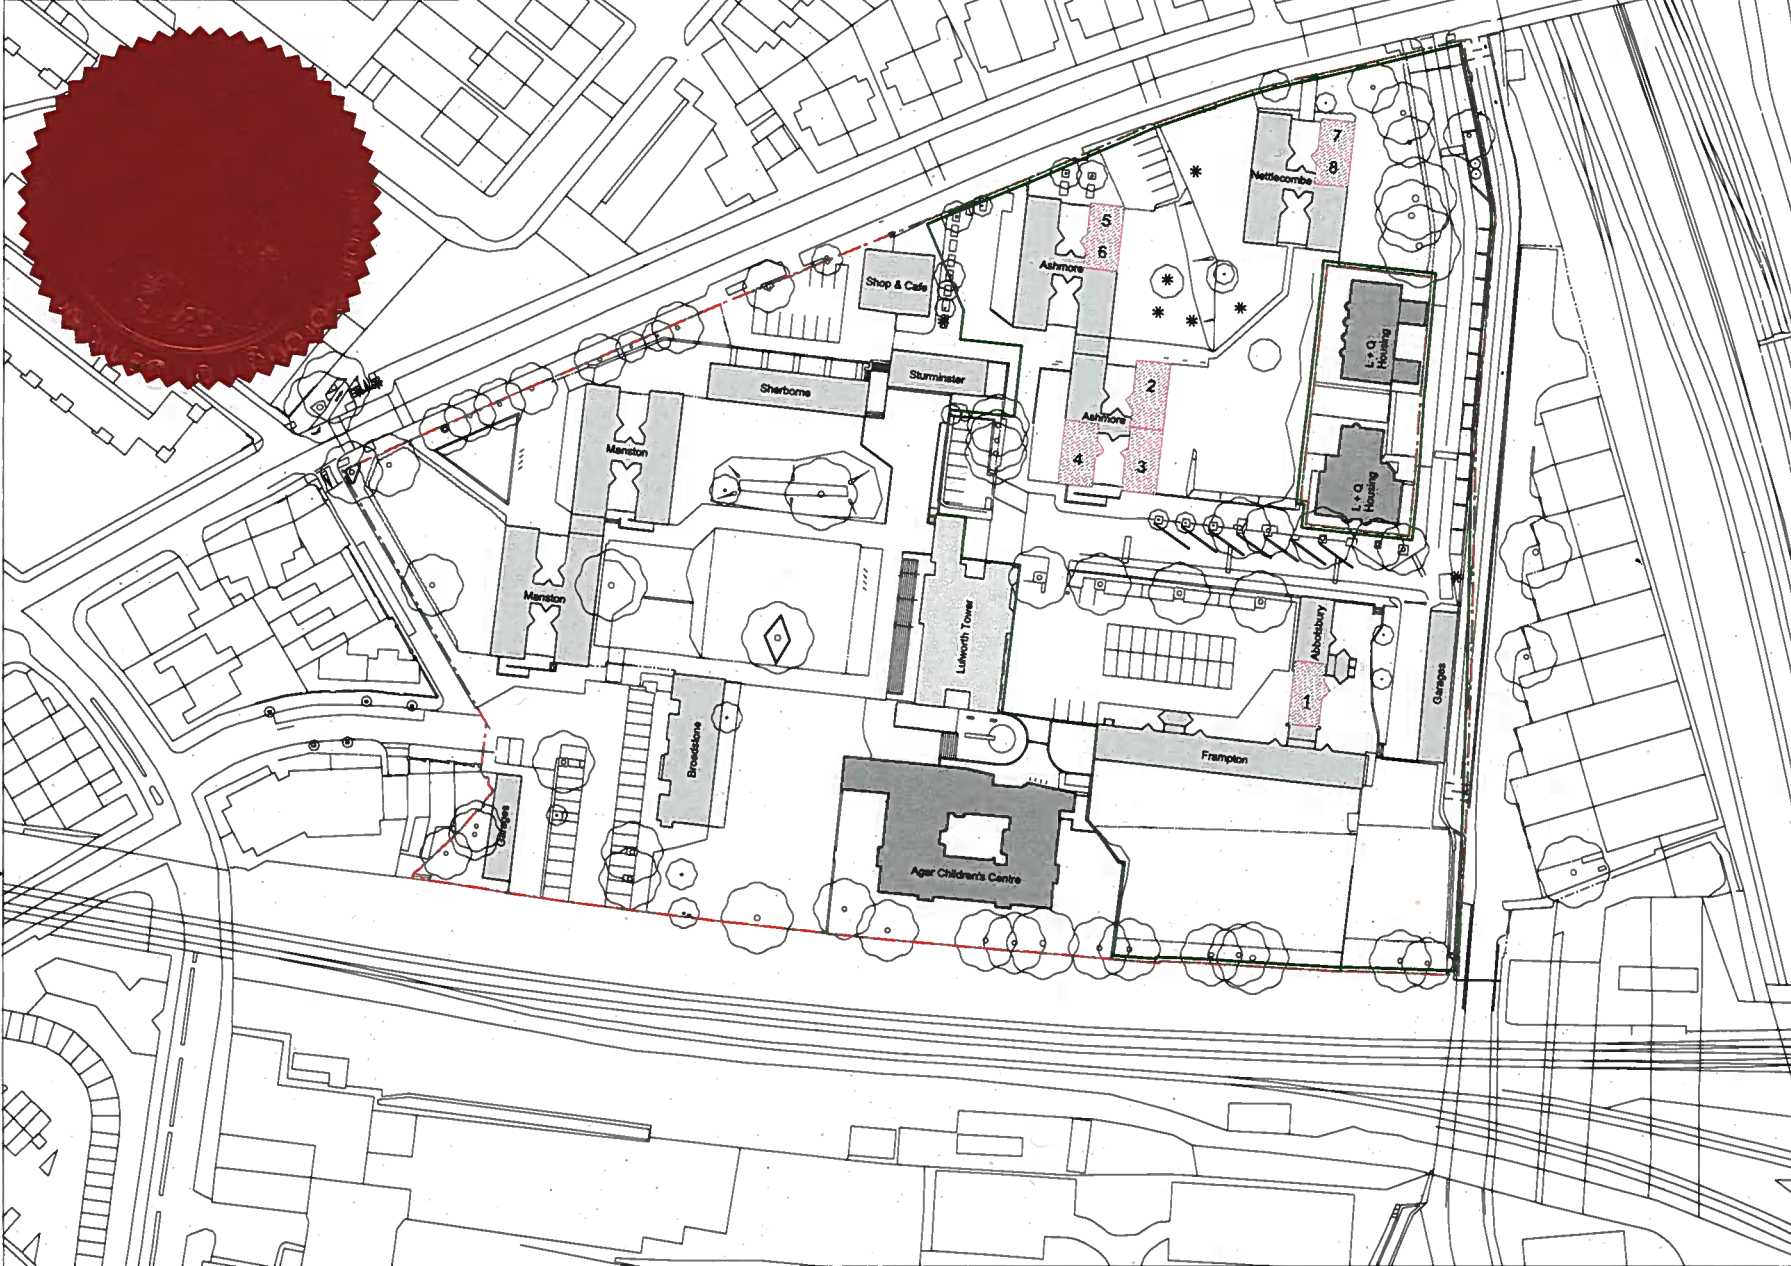 7
8
Nettlecombe
5
6
Ashmore
Shop & Cafe
L + Q
Housing
Sturminster
Sherborne
2
Ashmore
4
3
Manston
L + Q
Housing
Manston
Lulworth Tower
Abbotsbury
Garages
1
Broadstone
Frampton
Garages
Agar Children's Centre